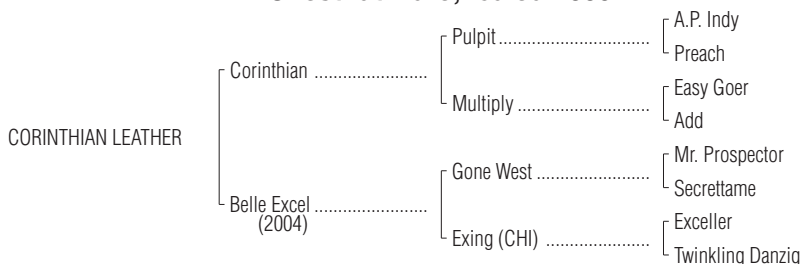 Pulpit........................ A.P. Indy
Preach
Corinthian ........................
Multiply ........................ Easy Goer
Add
CORINTHIAN LEATHER
Gone West ........................ Mr. Prospector
Secrettame
Belle Excel ........................
(2004)
Exing (CHI) ........................ Exceller
Twinkling Danzig